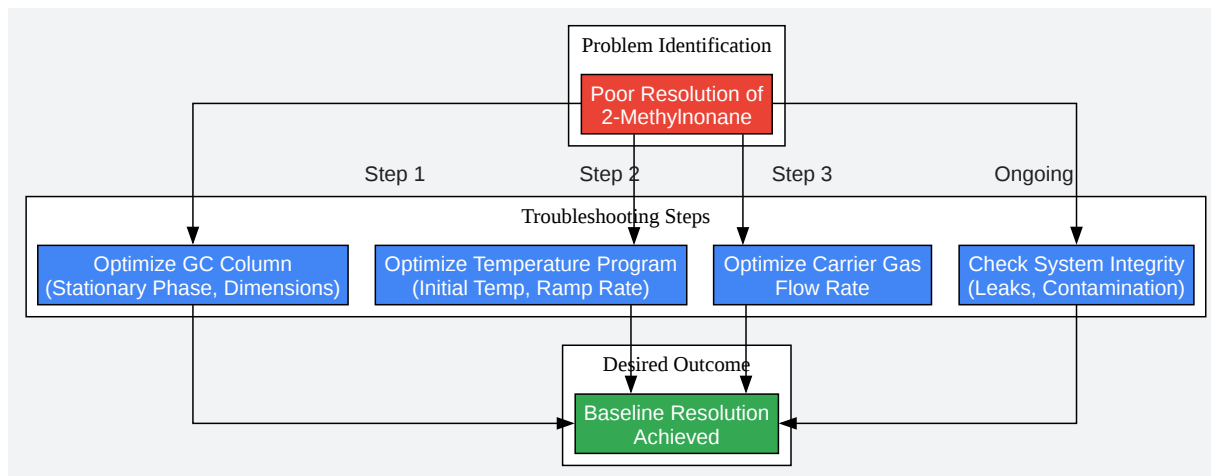 Problem Identification
Poor Resolution of
2-Methylnonane
Step 1
Step 2
Step 3
Ongoing
Troubleshooting Steps
Optimize GC Column
(Stationary Phase, Dimensions)
Optimize Temperature Program
(Initial Temp, Ramp Rate)
Optimize Carrier Gas
Flow Rate
Check System Integrity
(Leaks, Contamination)
Desired Outcome
Baseline Resolution
Achieved